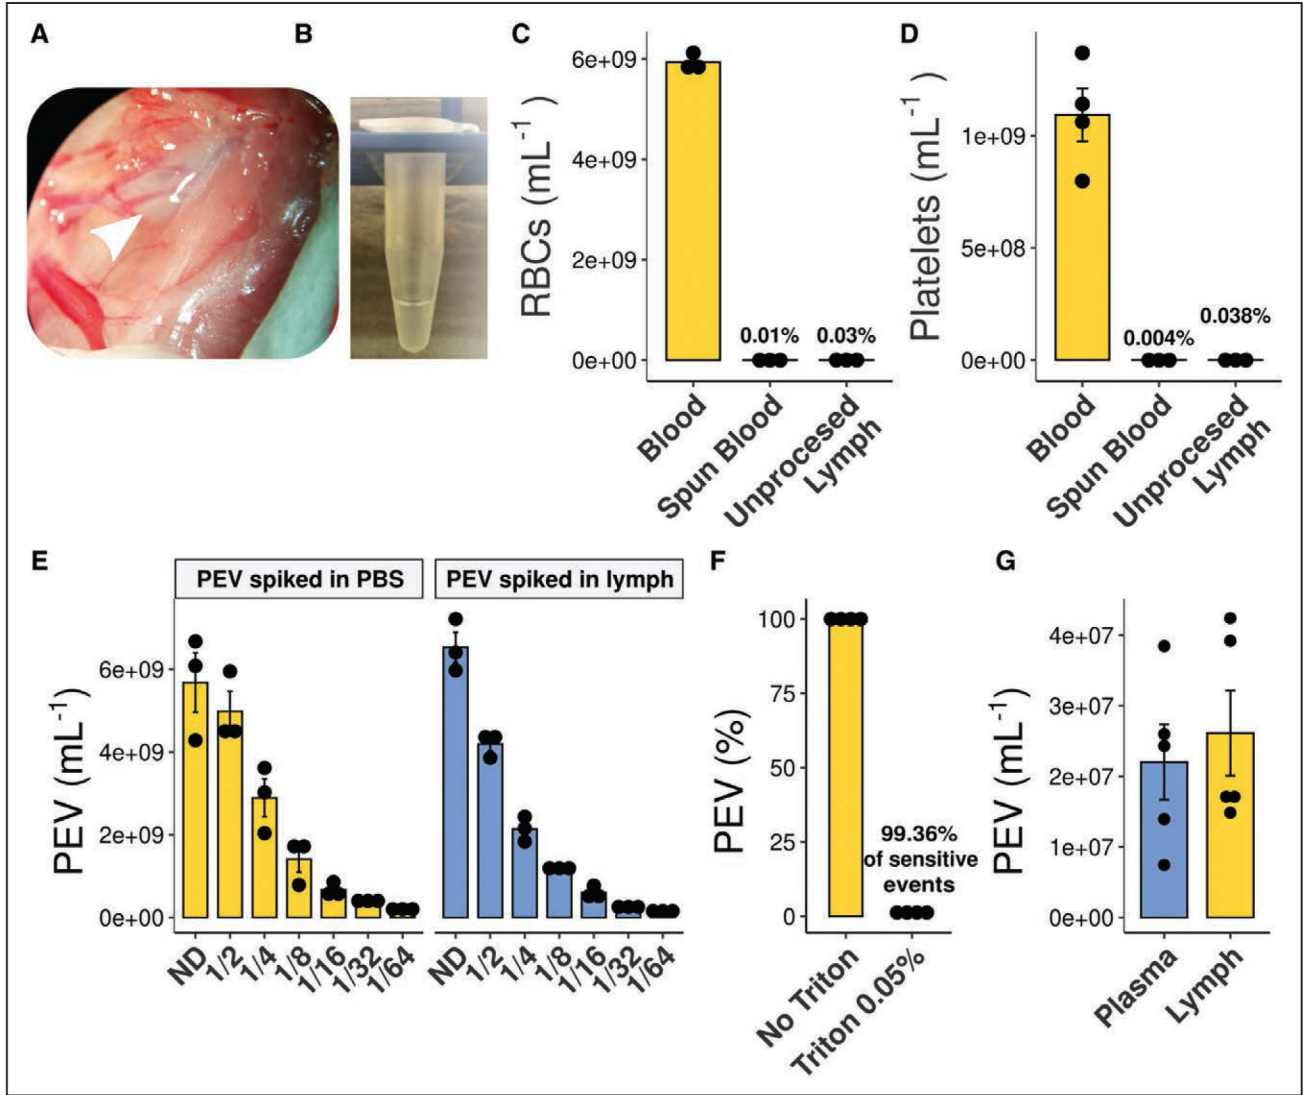 A
B
C
RBCs (mL-1)
6e+09
4e+09
2e+09
0e+00
0.01%
0.03%
Blood
Spun Blood
Unprocesed
Lymph
D
Platelets (mL-1)
1e+09
5e+08
0e+00
0.004%
0.038%
Blood
Spun Blood
Unprocesed
Lymph
E
PEV spiked in PBS
PEV spiked in lymph
PEV (mL-1)
6e+09
4e+09
2e+09
0e+00
ND
1/2
1/4
1/8
1/16
1/32
1/64
ND
1/2
1/4
1/8
1/16
1/32
1/64
F
PEV (%)
100
75
50
25
0
99.36%
of sensitive
events
No Triton
Triton 0.05%
G
PEV (mL-1)
4e+07
3e+07
2e+07
1e+07
0e+00
Plasma
Lymph